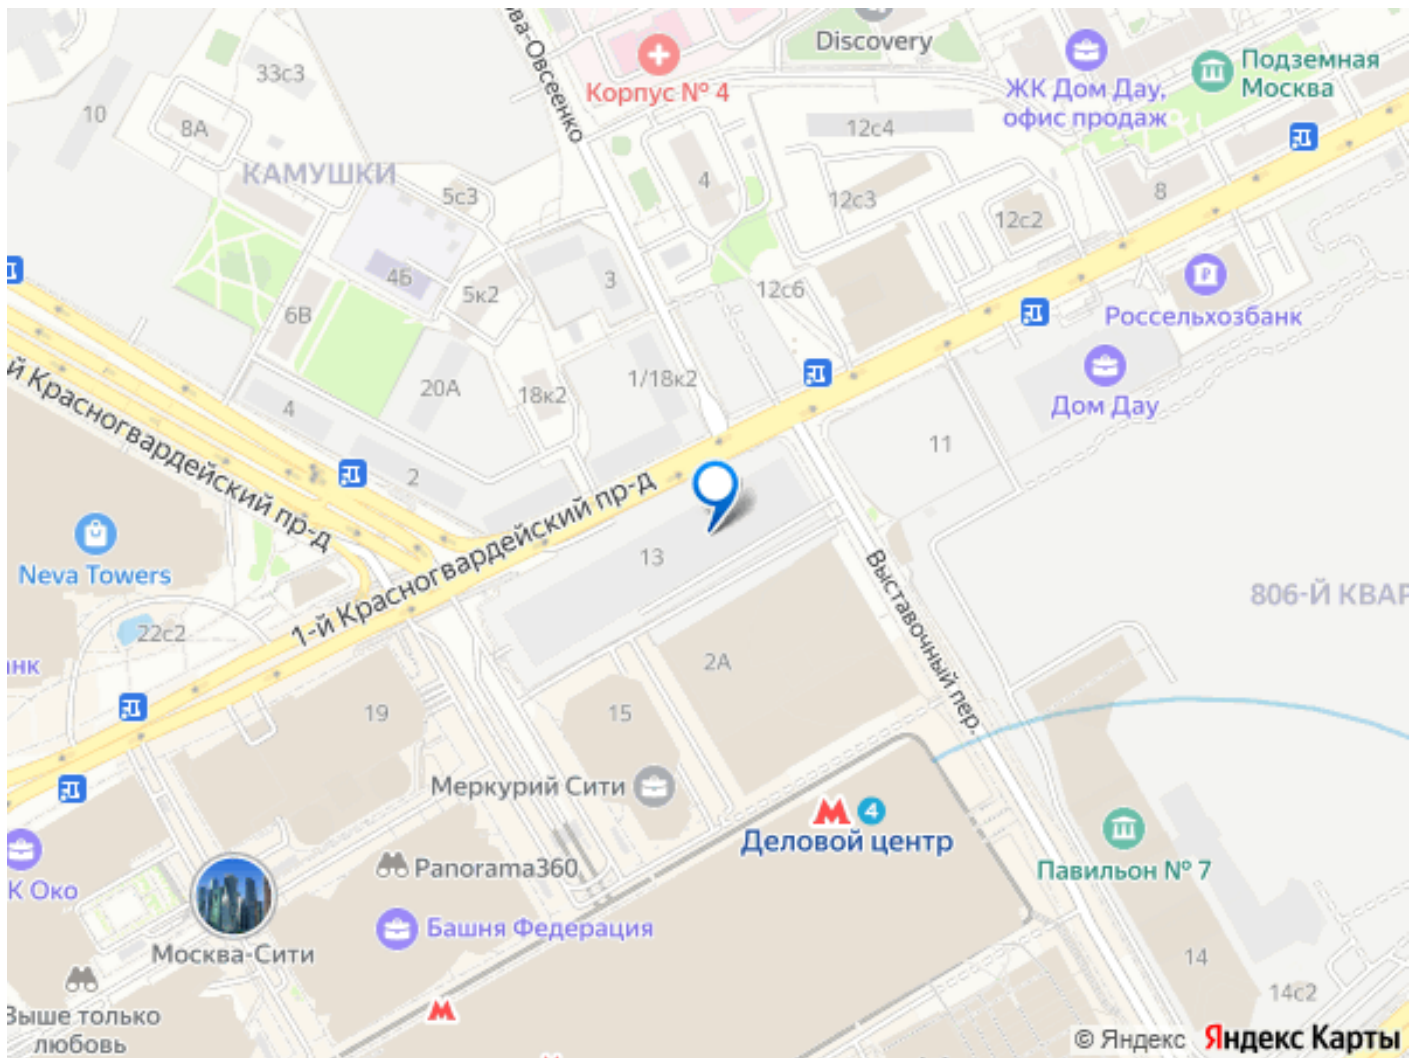 ова-Овсеенко
Discovery
33с3
Корпус № 4
ЖК Дом Дау,
офис продаж
Подземная
Москва
10
8А
12с4
КАМУШКИ
5с3
4
12с3
8
12с2
4Б
5к2
3
12с6
6В
Россельхозбанк
1/18к2
20А
18к2
й Красногвардейский пр-д
4
Дом Дау
11
2
1-й Красногвардейский пр-д
13
Neva Towers
Выставочный пер.
806-Й КВАР
22с2
нк
2А
19
15
Меркурий Сити
М 4
Деловой центр
К Око
Panorama360
Павильон № 7
Башня Федерация
Москва-Сити
14
14с2
М
Выше только
любовь
© Яндекс Яндекс Карты